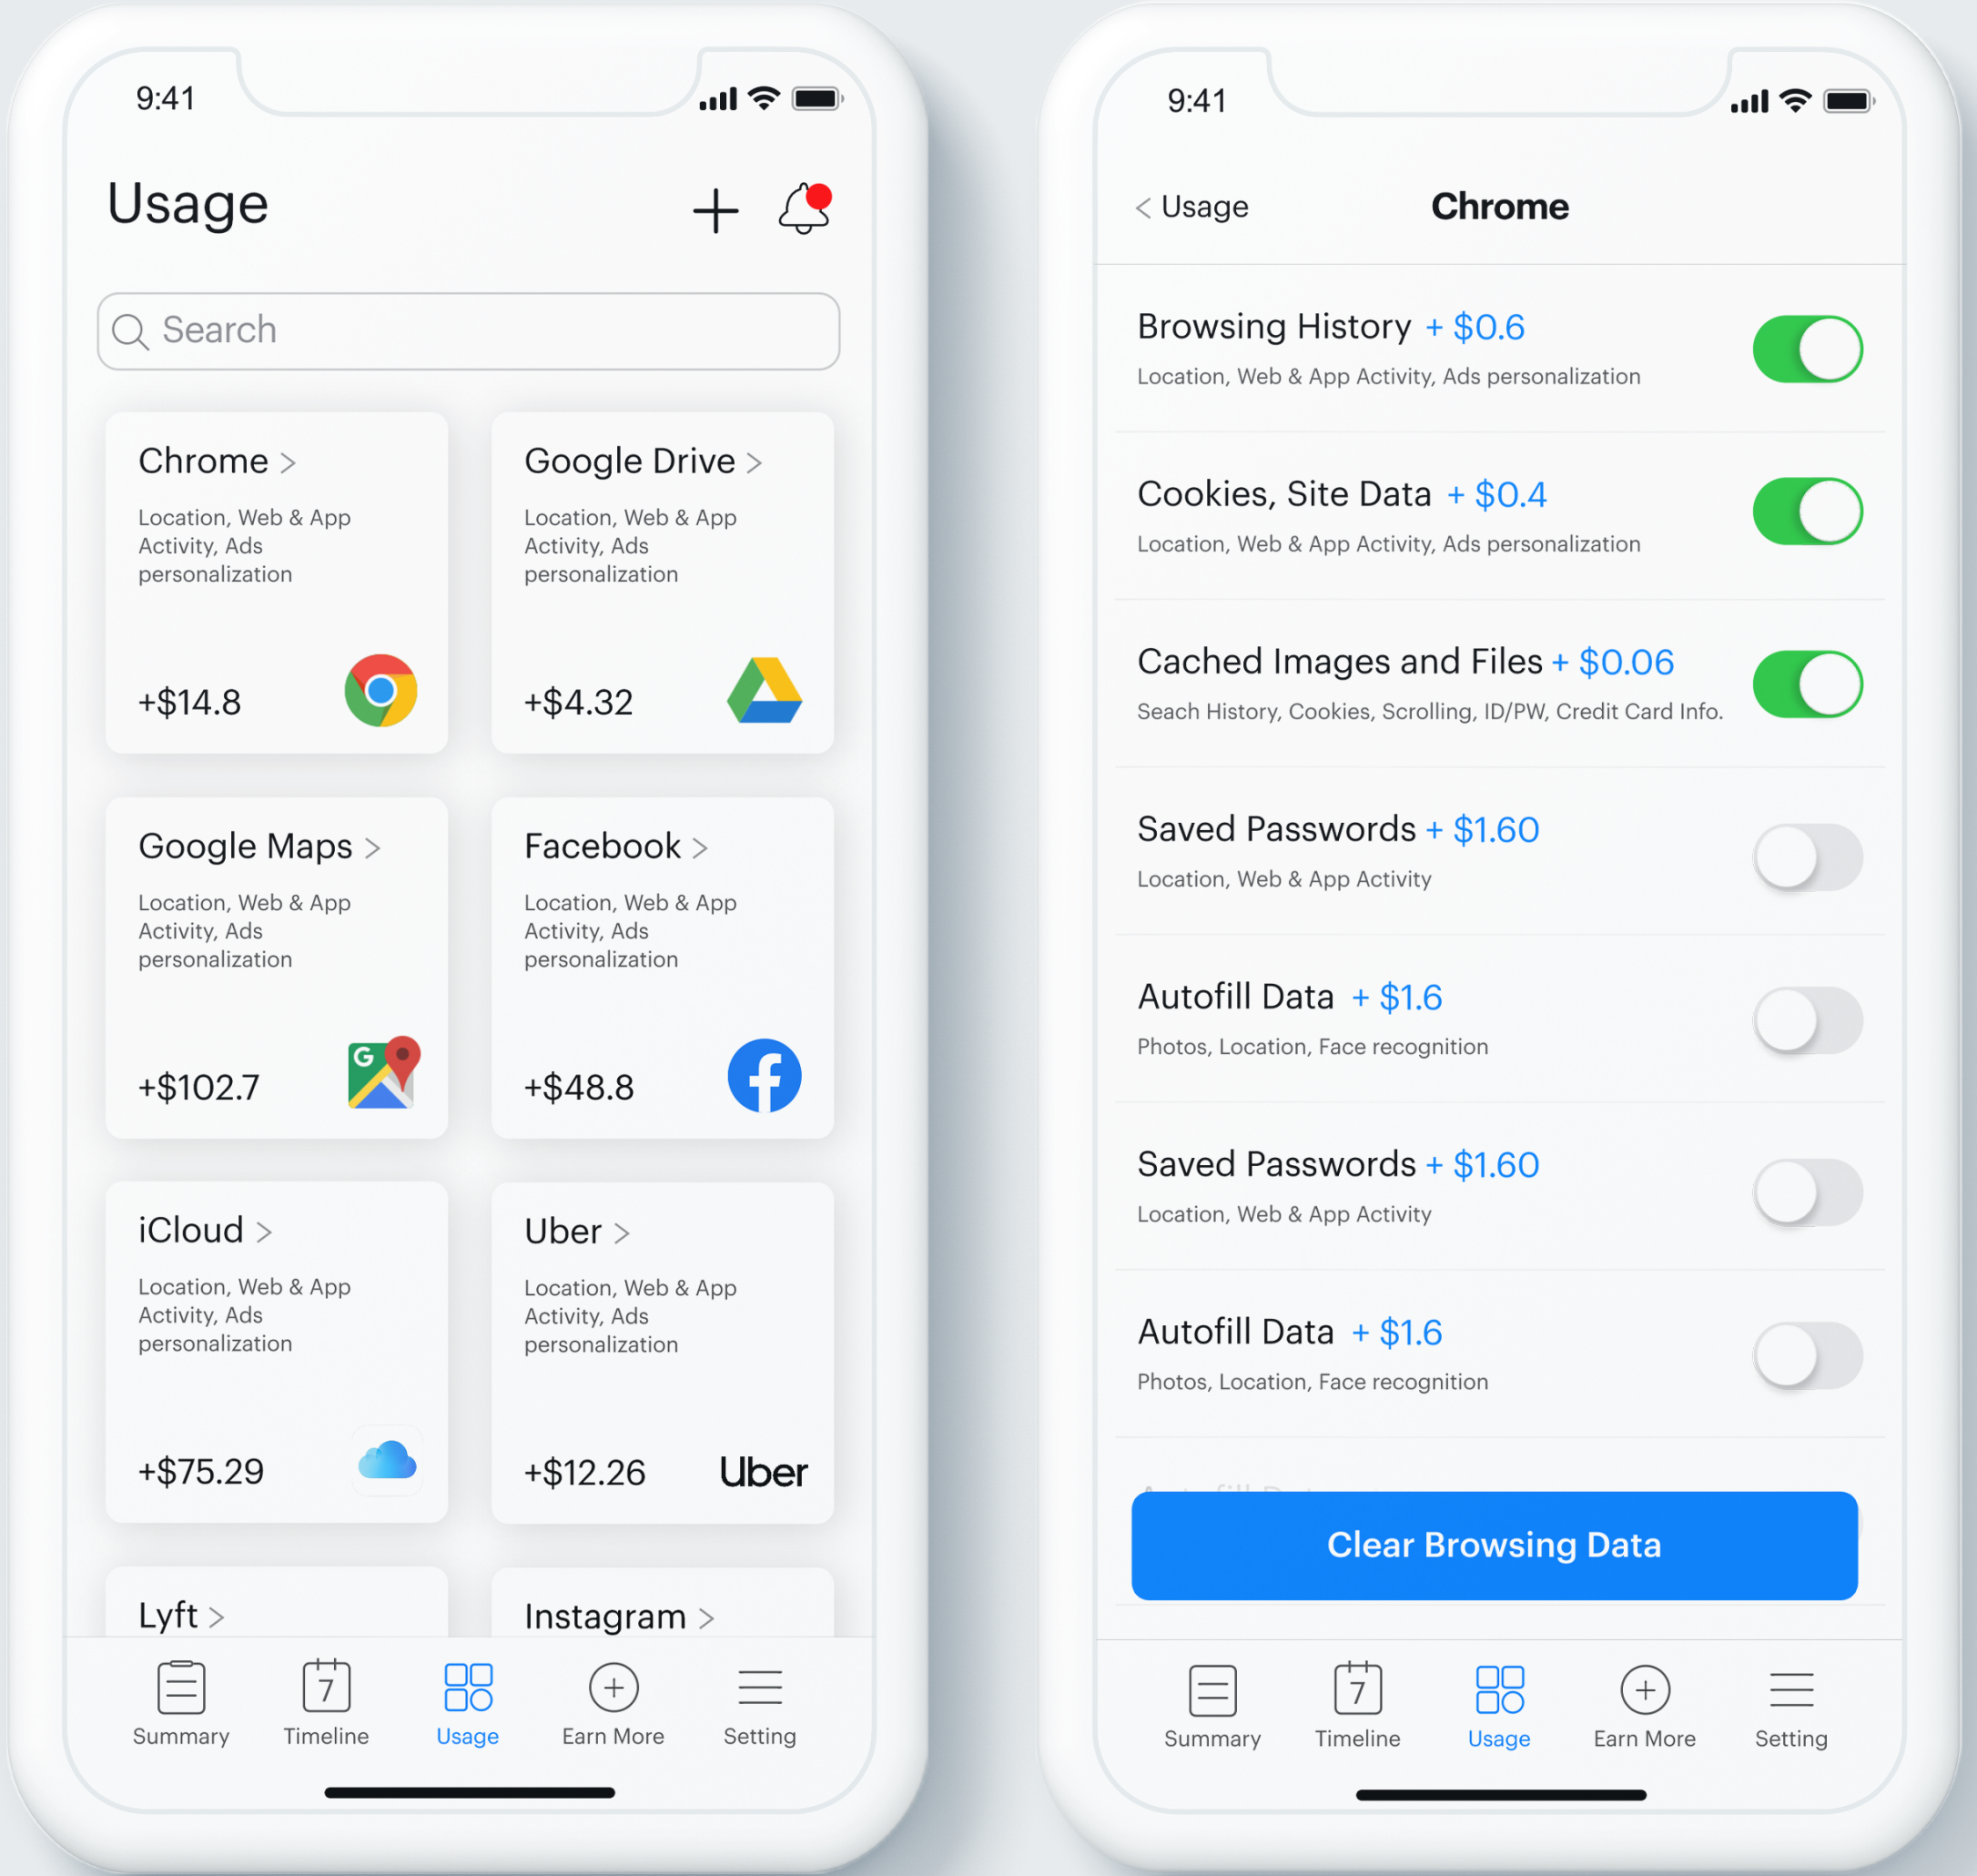 9:41
Usage
Search
Chrome >
Location, Web & App
Activity, Ads
personalization
+$14.8
Google Drive >
Location, Web & App
Activity, Ads
personalization
+$4.32
Google Maps >
Location, Web & App
Activity, Ads
personalization
+$102.7
G
Facebook >
Location, Web & App
Activity, Ads
personalization
+$48.8
f
iCloud >
Location, Web & App
Activity, Ads
personalization
+$75.29
Uber >
Location, Web & App
Activity, Ads
personalization
+$12.26
Uber
Lyft >
Instagram >
Summary
7
Timeline
Usage
Earn More
Setting
9:41
< Usage
Chrome
Browsing History + $0.6
Location, Web & App Activity, Ads personalization
Cookies, Site Data + $0.4
Location, Web & App Activity, Ads personalization
Cached Images and Files + $0.06
Seach History, Cookies, Scrolling, ID/PW, Credit Card Info.
Saved Passwords + $1.60
Location, Web & App Activity
Autofill Data + $1.6
Photos, Location, Face recognition
Saved Passwords + $1.60
Location, Web & App Activity
Autofill Data + $1.6
Photos, Location, Face recognition
Clear Browsing Data
Summary
7
Timeline
Usage
Earn More
Setting